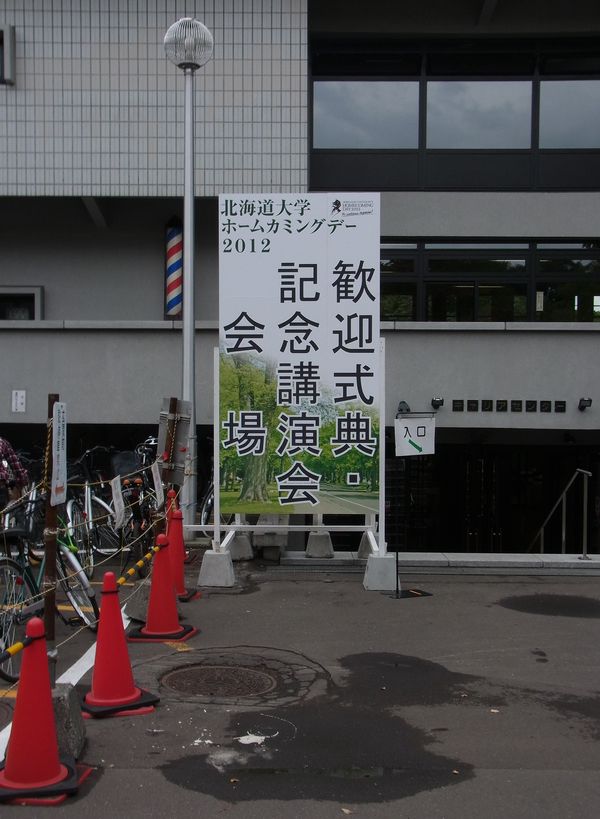 北海道大学
ホームカミングデー
2012
HOMECOMING
歓迎式典・
記念講演会
会場
入口